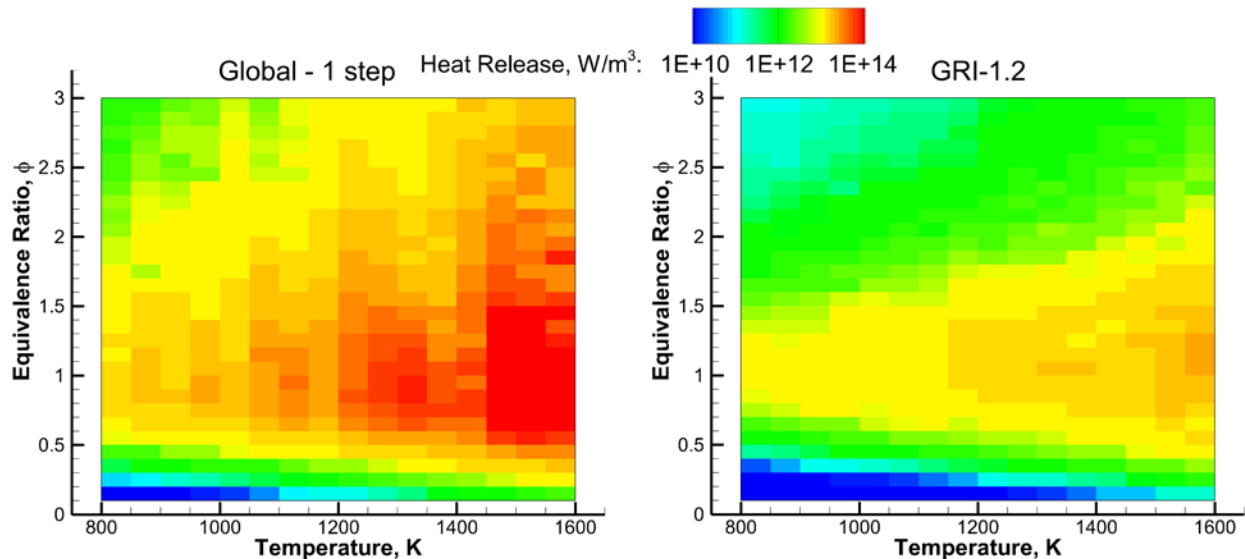 Heat Release, W/m³: 1E+10 1E+12 1E+14
Global - 1 step
3
2.5
2
1.5
1
0.5
0
Equivalence Ratio, ϕ
800 1000 1200 1400 1600
Temperature, K
GRI-1.2
3
2.5
2
1.5
1
0.5
0
Equivalence Ratio, ϕ
800 1000 1200 1400 1600
Temperature, K